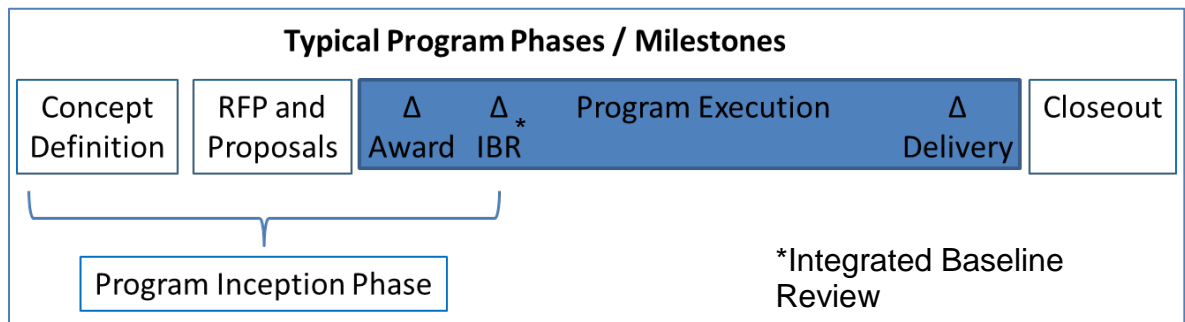 Typical Program Phases / Milestones
Concept
Definition
RFP and
Proposals
Δ
Award
Δ
IBR
*
Program Execution
Δ
Delivery
Closeout
Program Inception Phase
*Integrated Baseline
Review